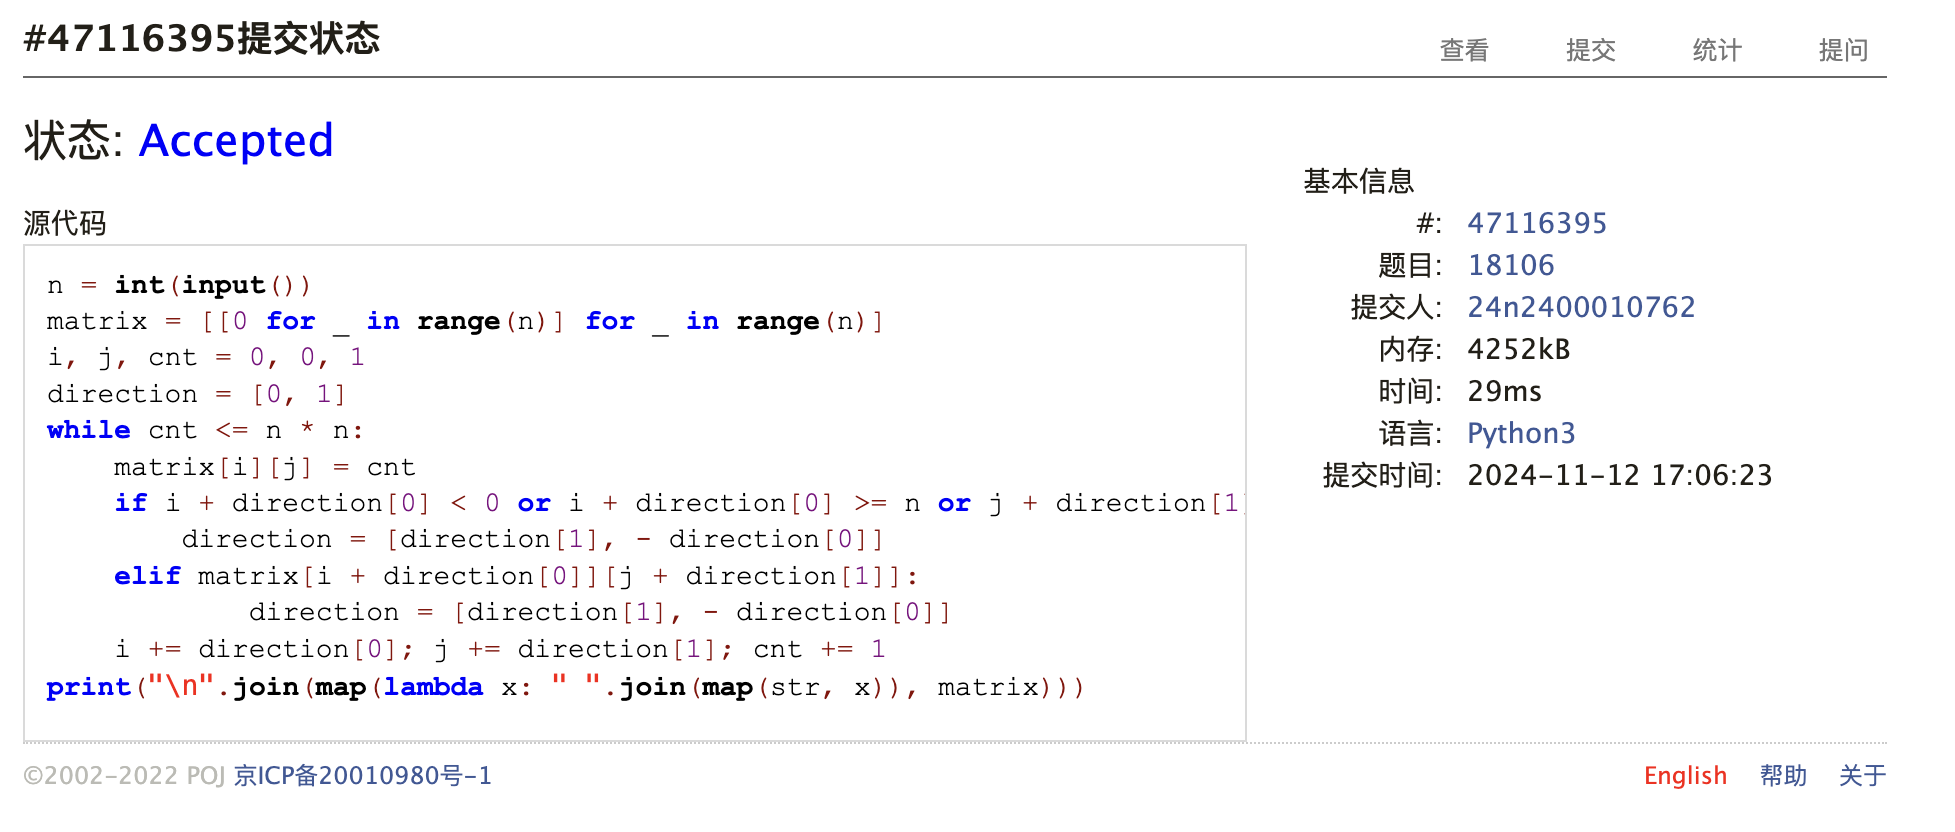 #47116395提交状态
查看 提交 统计 提问
状态: Accepted
源代码
n = int(input())
matrix = [[0 for _ in range(n)] for _ in range(n)]
i, j, cnt = 0, 0, 1
direction = [0, 1]
while cnt <= n * n:
    matrix[i][j] = cnt
    if i + direction[0] < 0 or i + direction[0] >= n or j + direction[1]
        direction = [direction[1], - direction[0]]
    elif matrix[i + direction[0]][j + direction[1]]:
            direction = [direction[1], - direction[0]]
    i += direction[0]; j += direction[1]; cnt += 1
print("\n".join(map(lambda x: " ".join(map(str, x)), matrix)))
基本信息
#: 47116395
题目: 18106
提交人: 24n2400010762
内存: 4252kB
时间: 29ms
语言: Python3
提交时间: 2024-11-12 17:06:23
©2002-2022 POJ 京ICP备20010980号-1
English 帮助 关于